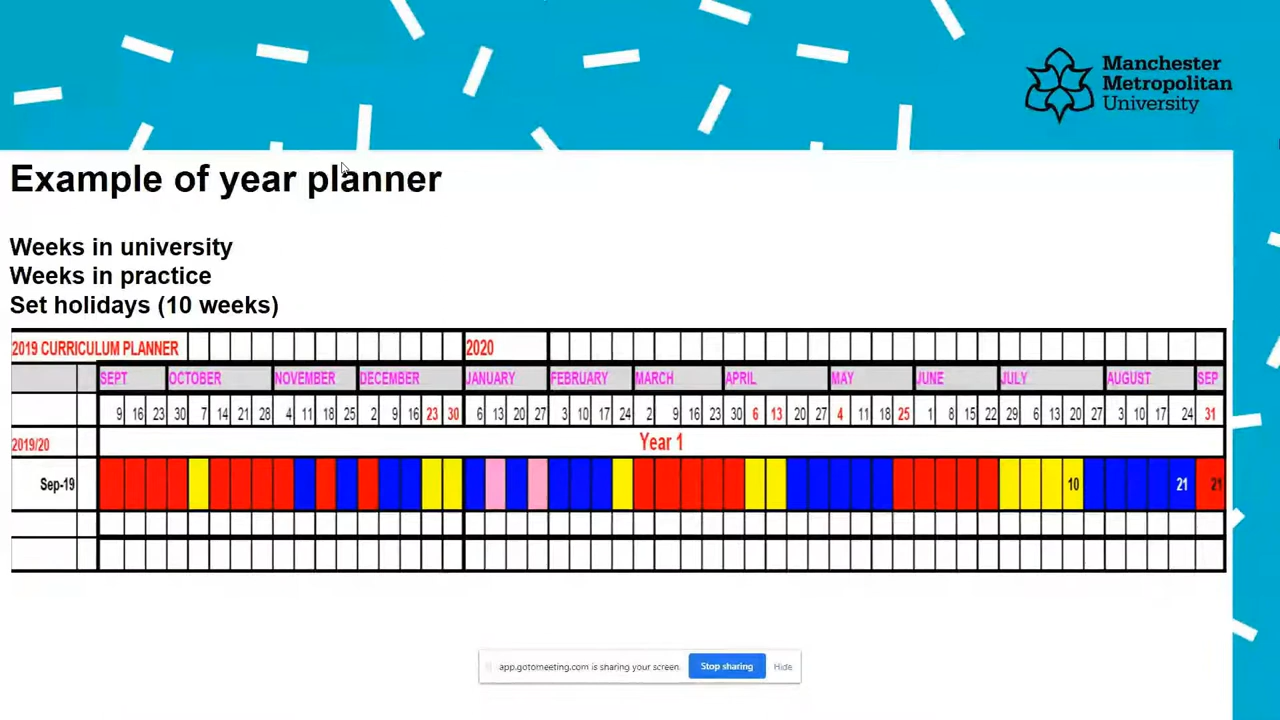 Manchester
Metropolitan
University
Example of year planner
Weeks in university
Weeks in practice
Set holidays (10 weeks)
2019 CURRICULUM PLANNER 2020
SEPT OCTOBER NOVEMBER DECEMBER JANUARY FEBRUARY MARCH APRIL MAY JUNE JULY AUGUST SEP
9 16 23 30 7 14 21 28 4 11 18 25 2 9 16 23 30 6 13 20 27 3 10 17 24 2 9 16 23 30 6 13 20 27 4 11 18 25 1 8 15 22 29 6 13 20 27 3 10 17 24 31
2019/20 Year 1
Sep-19 10 21 21
app.gotomeeting.com is sharing your screen. Stop sharing Hide